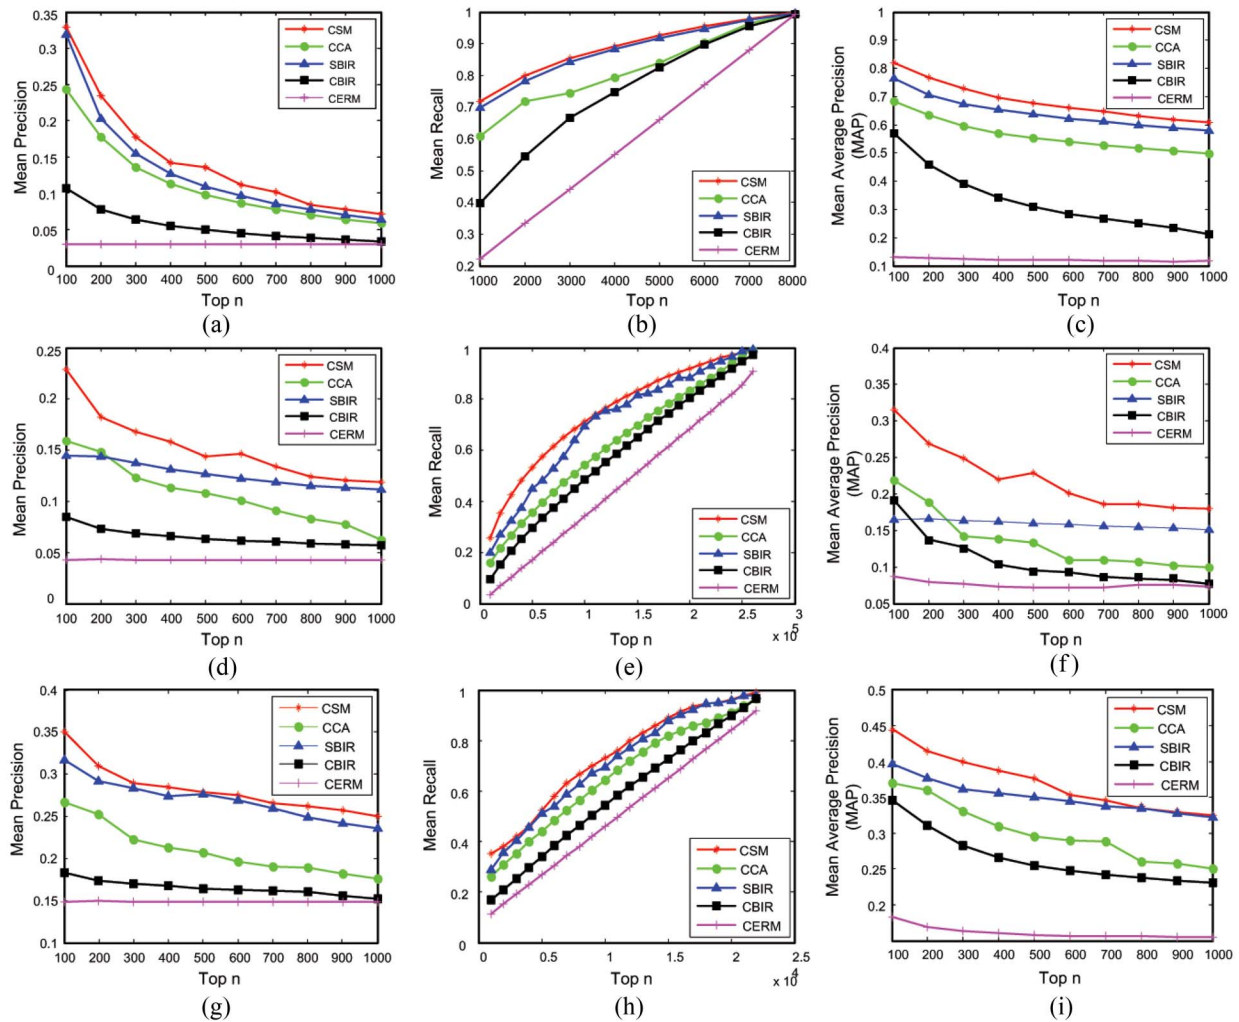 0.35
0.3
0.25
0.2
0.15
0.1
0.05
0
Mean Precision
CSM
CCA
SBIR
CBIR
CERM
100 200 300 400 500 600 700 800 900 1000
Top n
(a)
1
0.9
0.8
0.7
0.6
0.5
0.4
0.3
0.2
Mean Recall
CSM
CCA
SBIR
CBIR
CERM
1000 2000 3000 4000 5000 6000 7000 8000
Top n
(b)
1
0.9
0.8
0.7
0.6
0.5
0.4
0.3
0.2
0.1
Mean Average Precision
(MAP)
CSM
CCA
SBIR
CBIR
CERM
100 200 300 400 500 600 700 800 900 1000
Top n
(c)
0.25
0.2
0.15
0.1
0.05
0
Mean Precision
CSM
CCA
SBIR
CBIR
CERM
100 200 300 400 500 600 700 800 900 1000
Top n
(d)
1
0.8
0.6
0.4
0.2
0
Mean Recall
CSM
CCA
SBIR
CBIR
CERM
0 0.5 1 1.5 2 2.5 3
x 10^5
Top n
(e)
0.4
0.35
0.3
0.25
0.2
0.15
0.1
0.05
Mean Average Precision
(MAP)
CSM
CCA
SBIR
CBIR
CERM
100 200 300 400 500 600 700 800 900 1000
Top n
(f)
0.4
0.35
0.3
0.25
0.2
0.15
0.1
Mean Precision
CSM
CCA
SBIR
CBIR
CERM
100 200 300 400 500 600 700 800 900 1000
Top n
(g)
1
0.8
0.6
0.4
0.2
0
Mean Recall
CSM
CCA
SBIR
CBIR
CERM
0 0.5 1 1.5 2 2.5
x 10^4
Top n
(h)
0.5
0.45
0.4
0.35
0.3
0.25
0.2
Mean Average Precision
(MAP)
CSM
CCA
SBIR
CBIR
CERM
100 200 300 400 500 600 700 800 900 1000
Top n
(i)